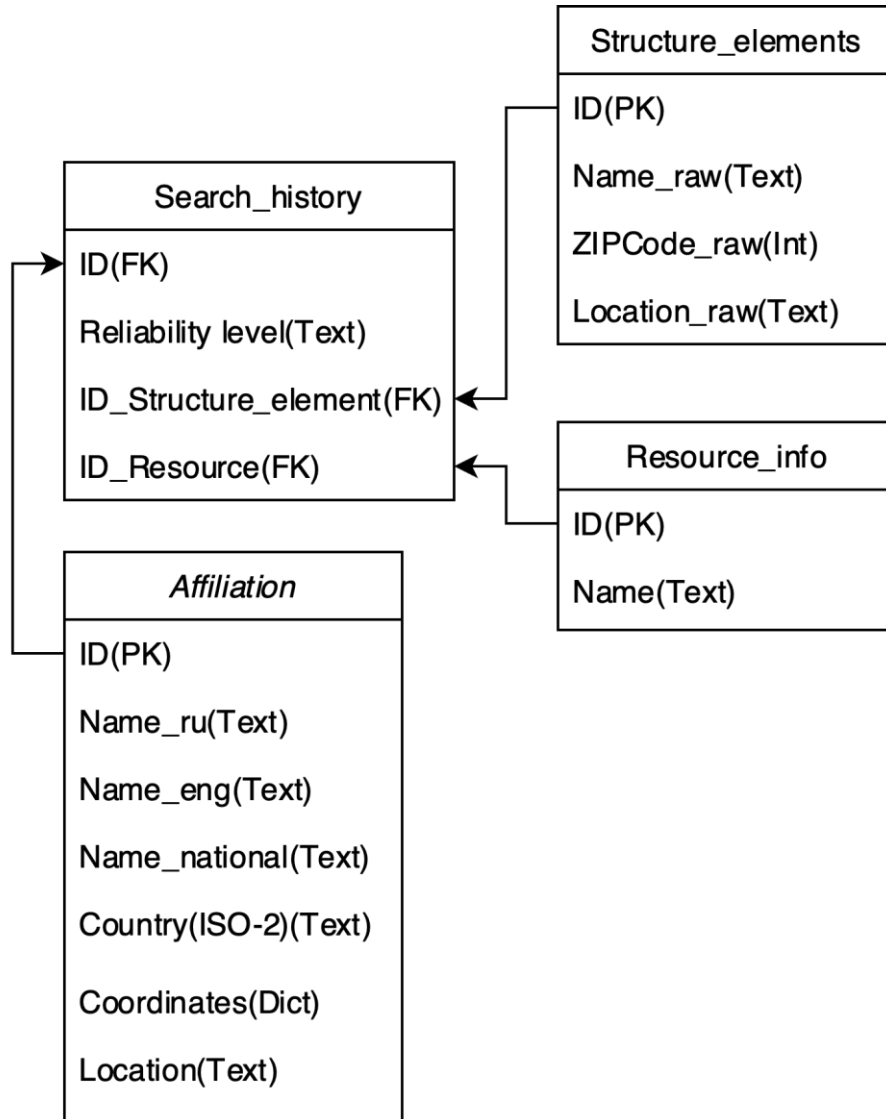 Structure_elements
ID(PK)
Name_raw(Text)
ZIPCode_raw(Int)
Location_raw(Text)
Search_history
ID(FK)
Reliability level(Text)
ID_Structure_element(FK)
ID_Resource(FK)
Resource_info
ID(PK)
Name(Text)
Affiliation
ID(PK)
Name_ru(Text)
Name_eng(Text)
Name_national(Text)
Country(ISO-2)(Text)
Coordinates(Dict)
Location(Text)